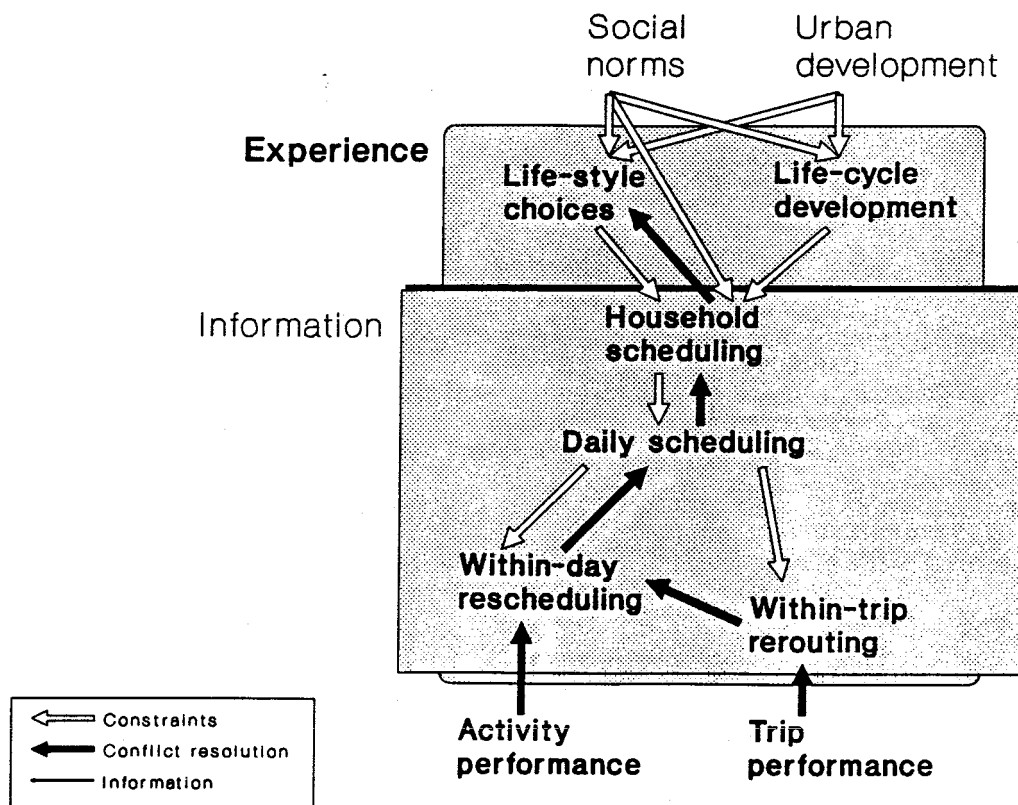 Social
norms
Urban
development
Experience
Life-style
choices
Life-cycle
development
Information
Household
scheduling
Daily scheduling
Within-day
rescheduling
Within-trip
rerouting
Activity
performance
Trip
performance
Constraints
Conflict resolution
Information